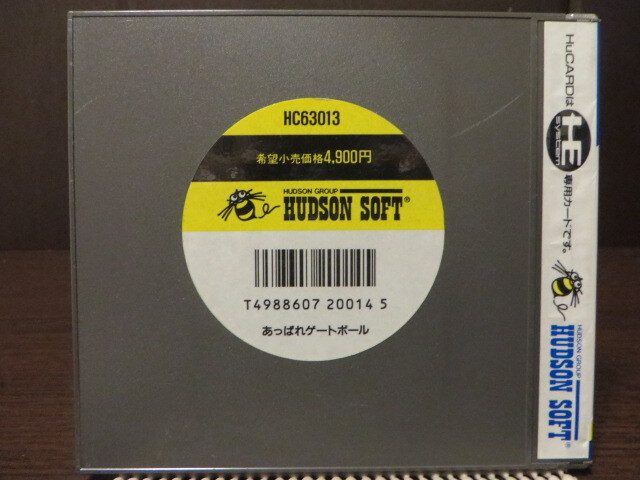 HC63013
希望小売価格4,900円
HUDSON GROUP
HUDSON SOFT®
T4988607 20014 5
あっぱれゲートボール
HuCARDは
HE
SYSTEM
専用カードです。
HUDSON GROUP
HUDSON SOFT®